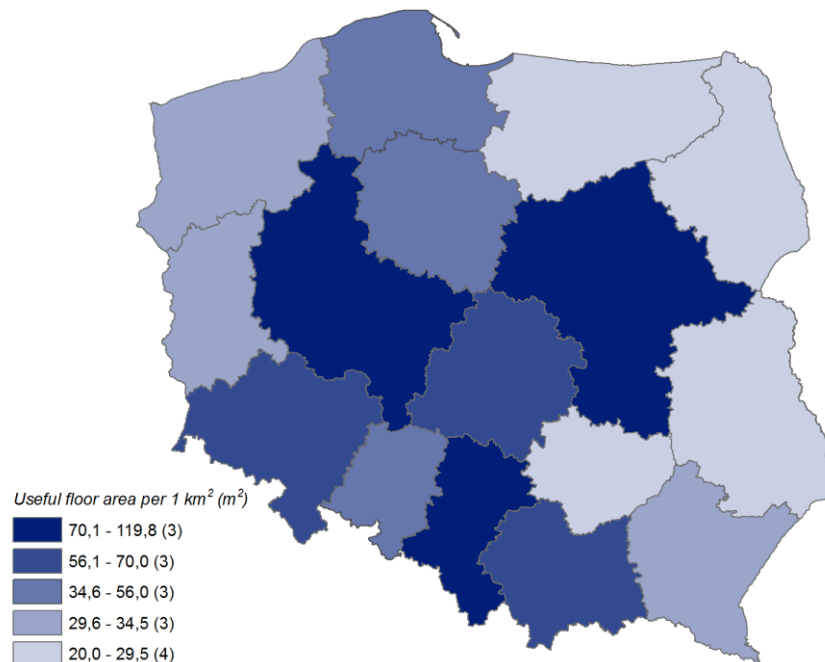 Useful floor area per 1 km² (m²)
70,1 - 119,8 (3)
56,1 - 70,0 (3)
34,6 - 56,0 (3)
29,6 - 34,5 (3)
20,0 - 29,5 (4)